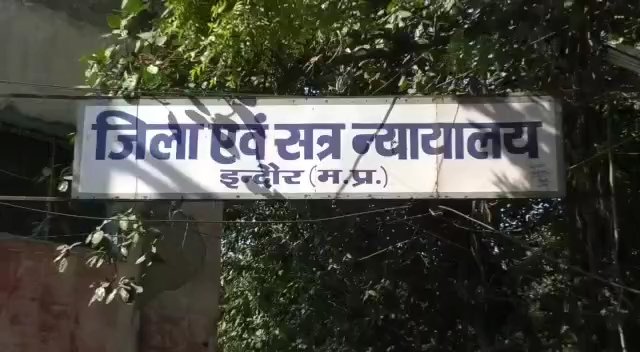 जिला एवं सत्र न्यायालय
इन्दौर (म.प्र.)